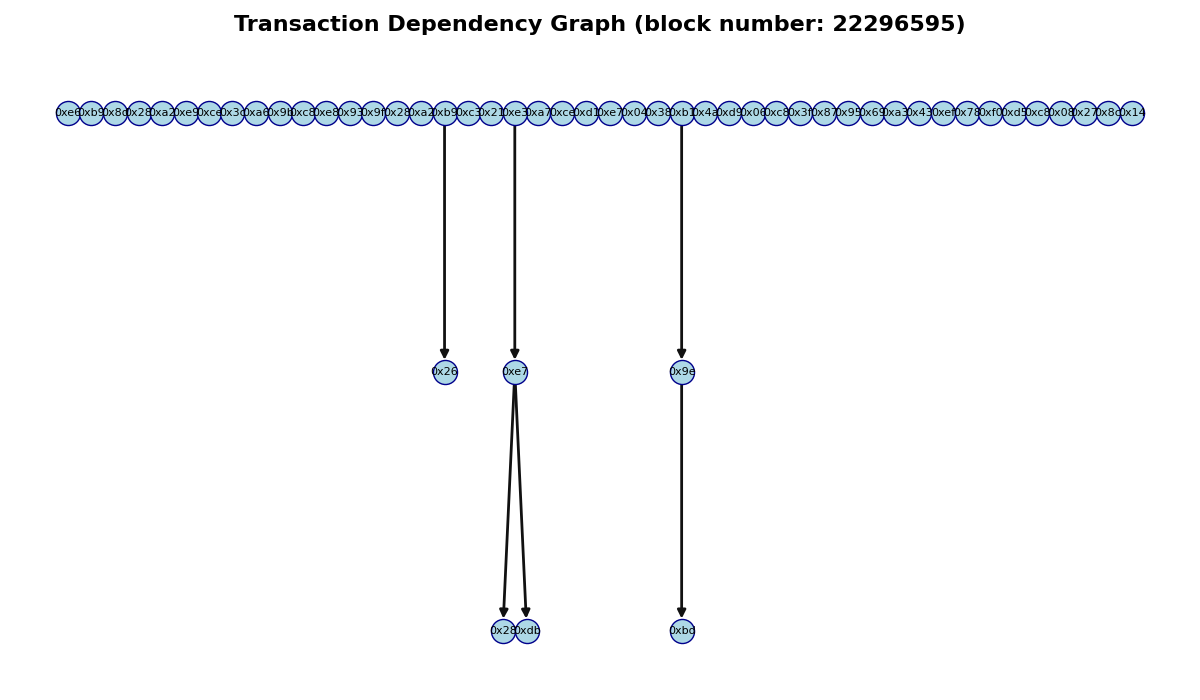 Transaction Dependency Graph (block number: 22296595)
0xe6 0xb9 0x8d 0x28 0xa2 0xe9 0xce 0x3c 0xa6 0x9b 0xc8 0xe8 0x93 0x9f 0x28 0xa2 0xb9 0xc3 0x21 0xe3 0xa7 0xce 0xd1 0xe7 0x04 0x38 0xb1 0x4a 0xd9 0x06 0xc8 0x3f 0x87 0x95 0x69 0xa3 0x43 0xef 0x78 0xf0 0xd5 0xc8 0x08 0x27 0x8c 0x14
0x26 0xe7 0x9e
0x28 0xdb